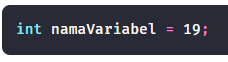 int namaVariabel = 19;